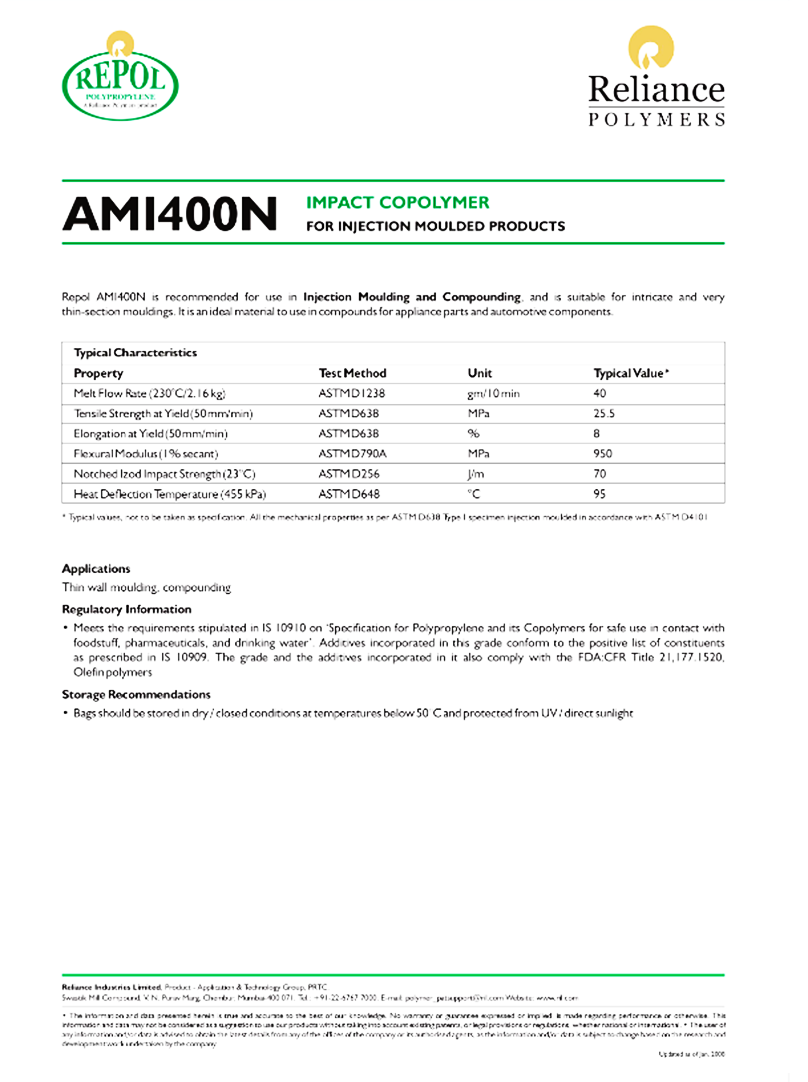 REPOL
POLYPROPYLENE
A Reliance Polymers product
Reliance
POLYMERS
AMI400N
IMPACT COPOLYMER
FOR INJECTION MOULDED PRODUCTS
Repol AMI400N is recommended for use in Injection Moulding and Compounding, and is suitable for intricate and very
thin-section mouldings. It is an ideal material to use in compounds for appliance parts and automotive components.
Typical Characteristics
Property Test Method Unit Typical Value*
Melt Flow Rate (230°C/2.16 kg) ASTM D1238 gm/10 min 40
Tensile Strength at Yield (50mm/min) ASTM D638 MPa 25.5
Elongation at Yield (50mm/min) ASTM D638 % 8
Flexural Modulus (1% secant) ASTM D790A MPa 950
Notched Izod Impact Strength (23°C) ASTM D256 J/m 70
Heat Deflection Temperature (455 kPa) ASTM D648 °C 95
* Typical values, not to be taken as specification. All the mechanical properties as per ASTM D638 Type I specimen injection moulded in accordance with ASTM D4101
Applications
Thin wall moulding, compounding
Regulatory Information
• Meets the requirements stipulated in IS 10910 on 'Specification for Polypropylene and its Copolymers for safe use in contact with
foodstuff, pharmaceuticals, and drinking water'. Additives incorporated in this grade conform to the positive list of constituents
as prescribed in IS 10909. The grade and the additives incorporated in it also comply with the FDA:CFR Title 21,177.1520,
Olefin polymers
Storage Recommendations
• Bags should be stored in dry / closed conditions at temperatures below 50°C and protected from UV / direct sunlight
Reliance Industries Limited, Product - Application & Technology Group, PRTC
Swastik Mill Compound, V. N. Purav Marg, Chembur, Mumbai-400 071. Tel.: +91-22-6767 7000. E-mail: Website: www.ril.com
* The information and data presented herein is true and accurate to the best of our knowledge. No warranty or guarantee expressed or implied is made regarding performance or otherwise. This
information and data may not be considered as a suggestion to use our products without taking into account existing patents, or legal provisions or regulations, whether national or international. * The user of
any information and/or data is advised to obtain the latest details from any of the offices of the company or its authorised agents, as the information and/or data is subject to change based on the research and
development work undertaken by the company
Updated as of Jan. 2008